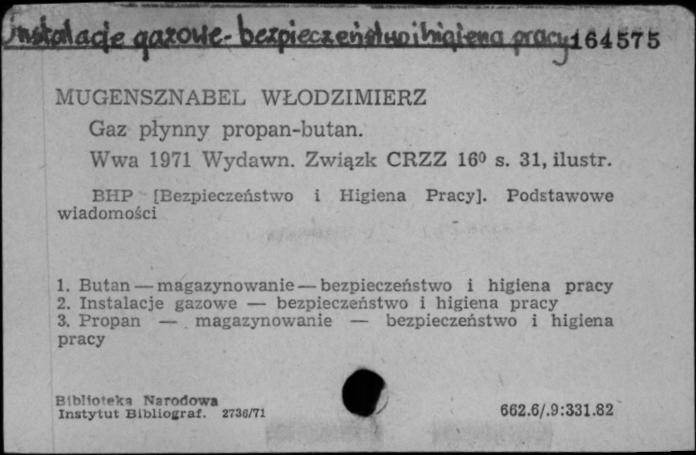 Instalacje gazowe - bezpieczeństwo i higiena pracy 164575
MUGENSZNABEL WŁODZIMIERZ
Gaz płynny propan-butan.
Wwa 1971 Wydawn. Związk CRZZ 16⁰ s. 31, ilustr.
BHP [Bezpieczeństwo i Higiena Pracy]. Podstawowe
wiadomości
1. Butan — magazynowanie — bezpieczeństwo i higiena pracy
2. Instalacje gazowe — bezpieczeństwo i higiena pracy
3. Propan — magazynowanie — bezpieczeństwo i higiena
pracy
Biblioteka Narodowa
Instytut Bibliograf. 2736/71
662.6/.9:331.82